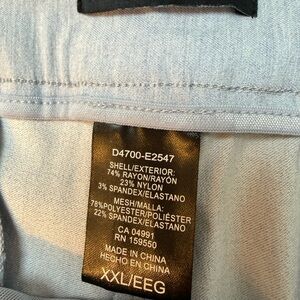 D4700-E2547
SHELL/EXTERIOR:
74% RAYON/RAYÓN
23% NYLON
3% SPANDEX/ELASTANO
MESH/MALLA:
78%POLYESTER/POLIÉSTER
22% SPANDEX/ELASTANO
CA 04991
RN 159550
MADE IN CHINA
HECHO EN CHINA
XXL/EEG